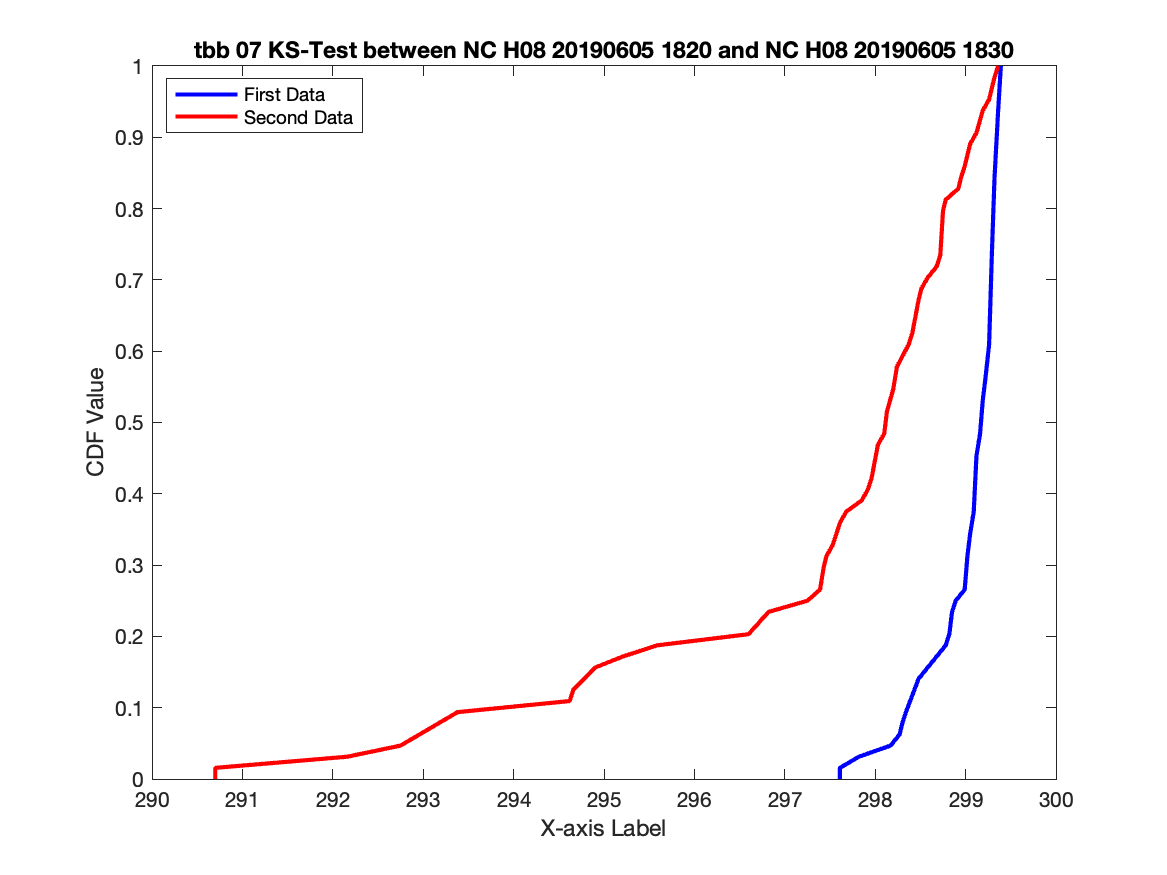 tbb 07 KS-Test between NC H08 20190605 1820 and NC H08 20190605 1830
First Data
Second Data
1
0.9
0.8
0.7
0.6
0.5
0.4
0.3
0.2
0.1
0
CDF Value
290 291 292 293 294 295 296 297 298 299 300
X-axis Label